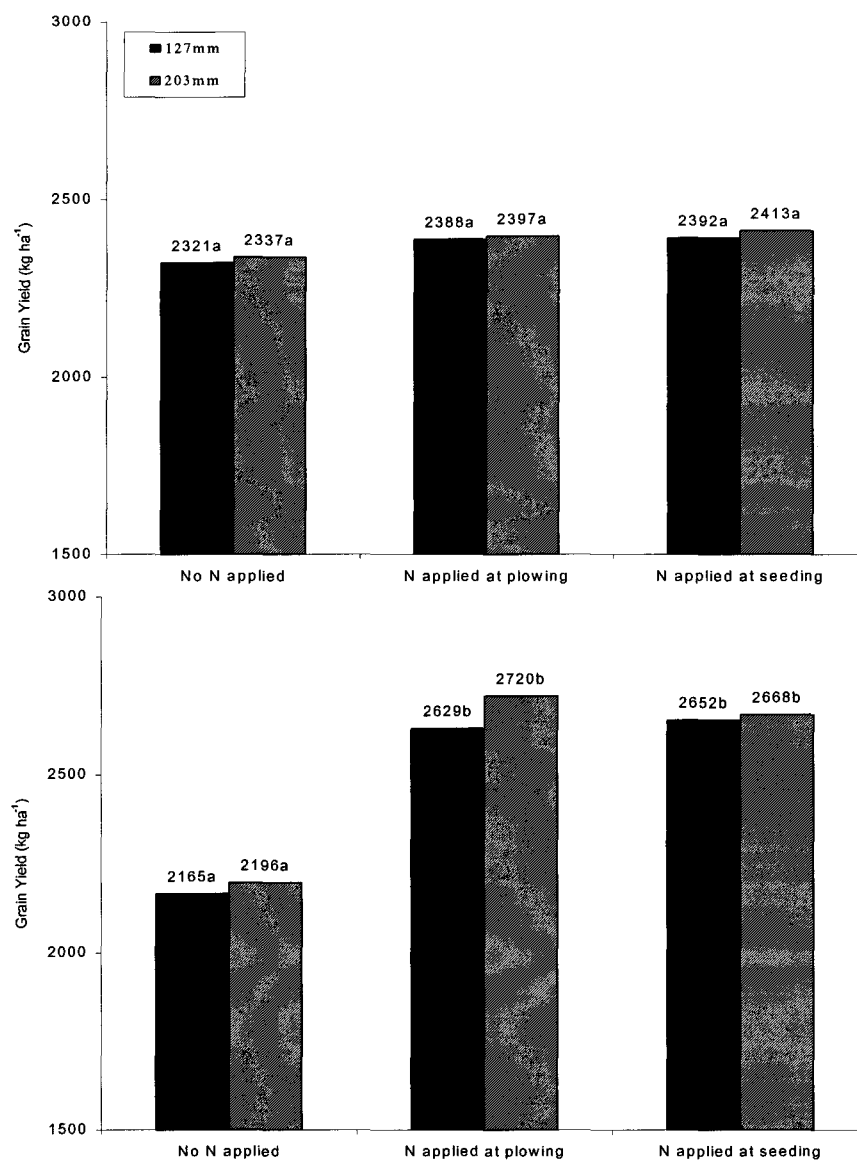 3000
127mm
203mm
2500
2321a 2337a 2388a 2397a 2392a 2413a
Grain Yield (kg ha⁻¹)
2000
1500
No N applied N applied at plowing N applied at seeding
3000
2720b
2629b 2652b 2668b
2500
Grain Yield (kg ha⁻¹)
2165a 2196a
2000
1500
No N applied N applied at plowing N applied at seeding